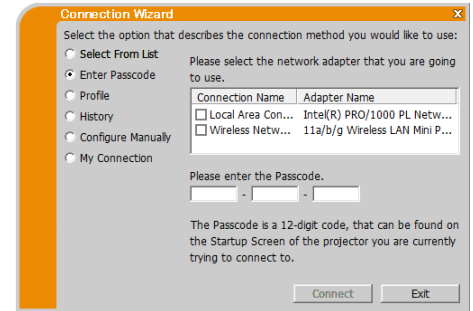 Connection Wizard
x
Select the option that describes the connection method you would like to use:
Select From List
Enter Passcode
Profile
History
Configure Manually
My Connection
Please select the network adapter that you are going
to use.
Connection Name Adapter Name
Local Area Con... Intel(R) PRO/1000 PL Netw...
Wireless Netw... 11a/b/g Wireless LAN Mini P...
Please enter the Passcode.
- -
The Passcode is a 12-digit code, that can be found on
the Startup Screen of the projector you are currently
trying to connect to.
Connect Exit